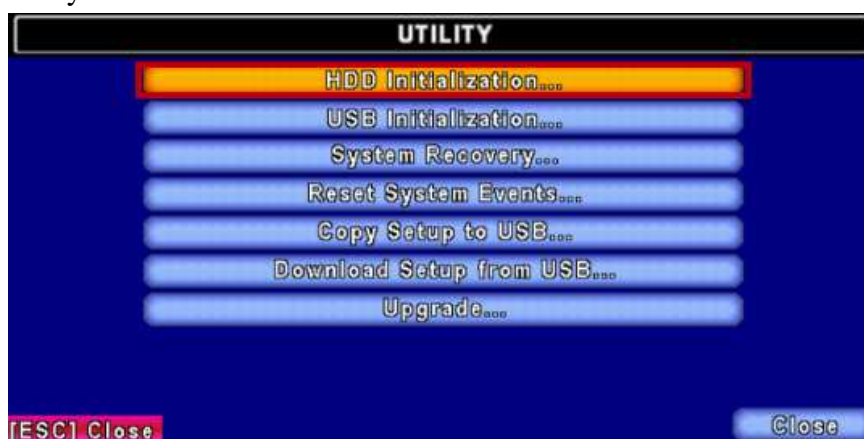 UTILITY
HDD Initialization...
USB Initialization...
System Recovery...
Reset System Events...
Copy Setup to USB...
Download Setup from USB...
Upgrade...
[ESC] Close
Close